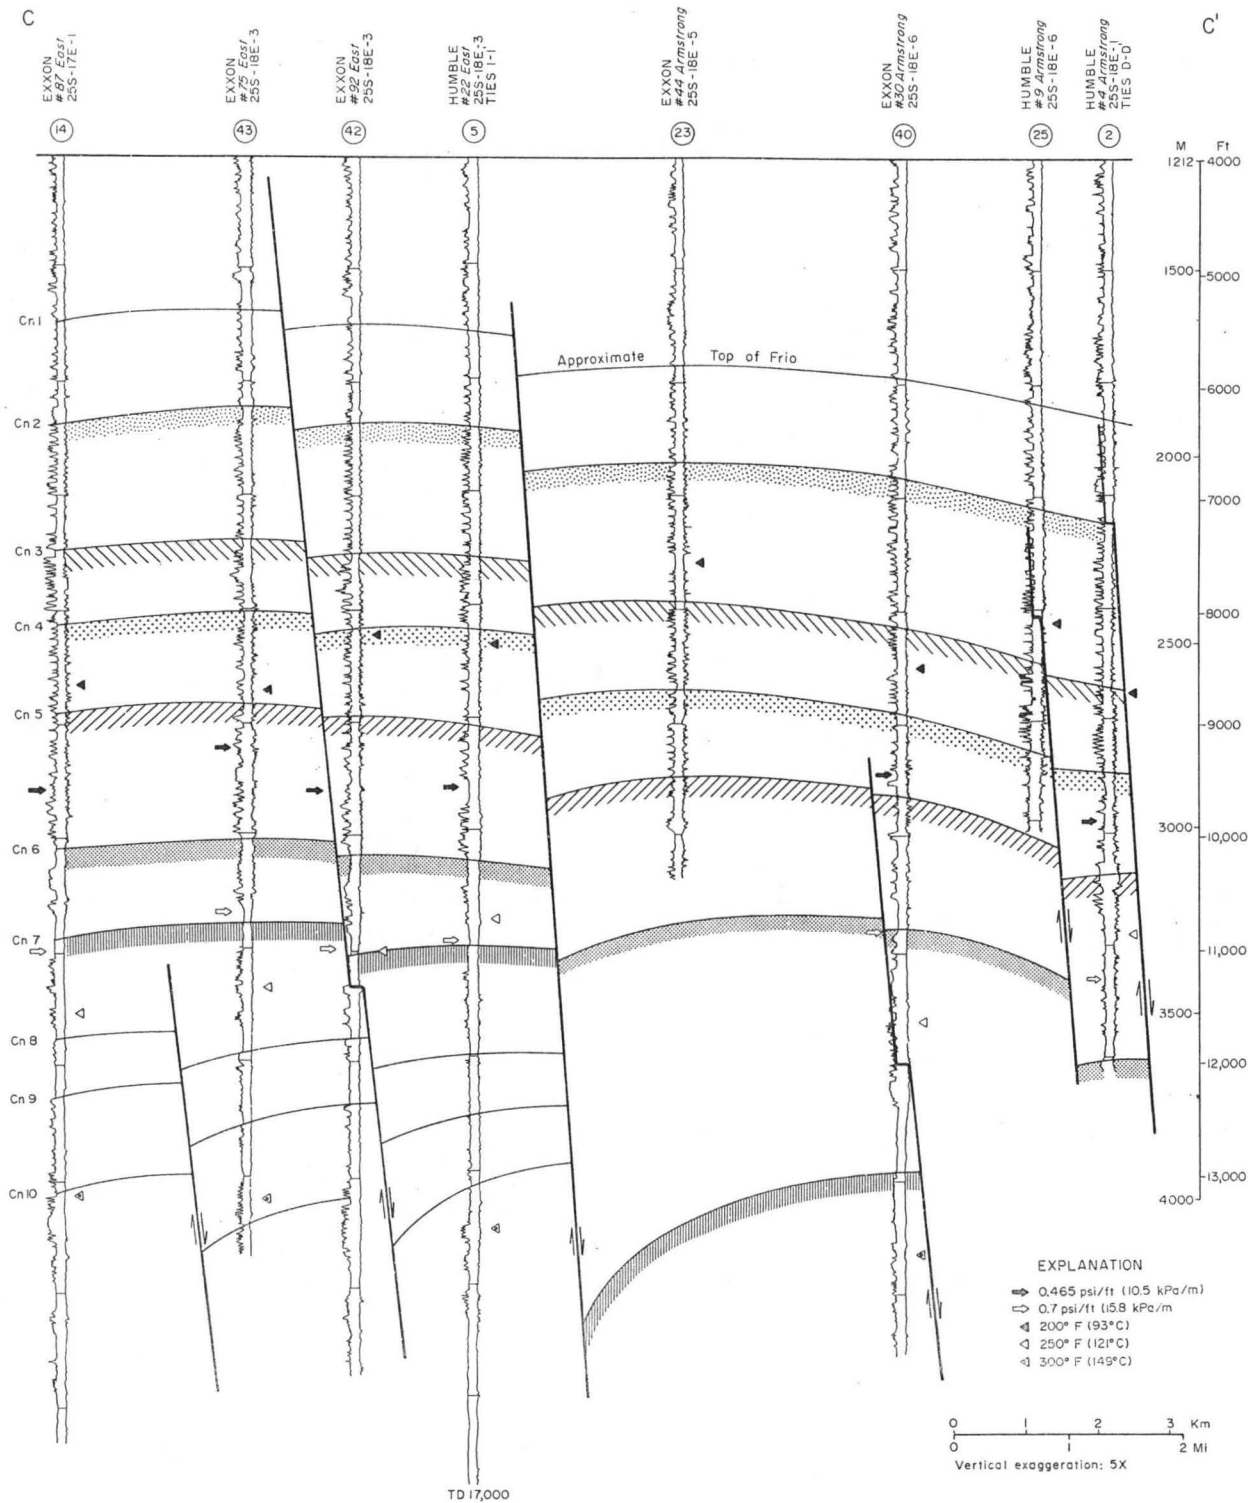 C
C'
EXXON
#87 East
25S-17E-1
EXXON
#75 East
25S-18E-3
EXXON
#92 East
25S-18E-3
HUMBLE
#22 East
25S-18E-3
TIES I-I'
EXXON
#44 Armstrong
25S-18E-5
EXXON
#30 Armstrong
25S-18E-6
HUMBLE
#9 Armstrong
25S-18E-6
HUMBLE
#4 Armstrong
25S-18E-1
TIES D-D'
14
43
42
5
23
40
25
2
M Ft
1212 4000
1500 5000
6000
2000
7000
8000
2500
9000
3000 10,000
11,000
3500
12,000
13,000
4000
Cn 1
Cn 2
Cn 3
Cn 4
Cn 5
Cn 6
Cn 7
Cn 8
Cn 9
Cn 10
Approximate Top of Frio
EXPLANATION
0.465 psi/ft (10.5 kPa/m)
0.7 psi/ft (15.8 kPa/m
200° F (93°C)
250° F (121°C)
300° F (149°C)
0 1 2 3 Km
0 1 2 Mi
Vertical exaggeration: 5X
TD 17,000